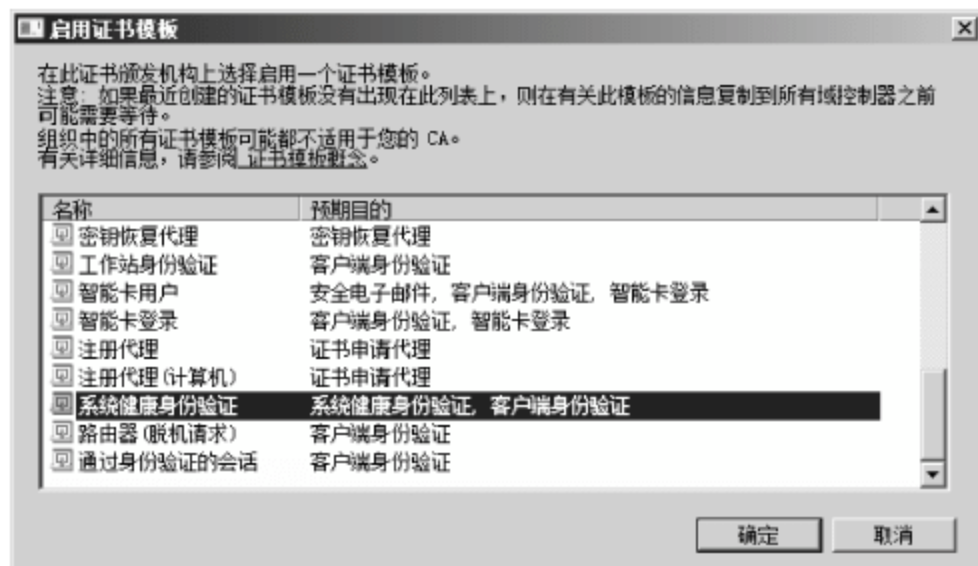 启用证书模板
在此证书颁发机构上选择启用一个证书模板。
注意: 如果最近创建的证书模板没有出现在此列表上，则在有关此模板的信息复制到所有域控制器之前
可能需要等待。
组织中的所有证书模板可能都不适用于您的 CA。
有关详细信息，请参阅 证书模板概念。
名称 预期目的
密钥恢复代理 密钥恢复代理
工作站身份验证 客户端身份验证
智能卡用户 安全电子邮件, 客户端身份验证, 智能卡登录
智能卡登录 客户端身份验证, 智能卡登录
注册代理 证书申请代理
注册代理(计算机) 证书申请代理
系统健康身份验证 系统健康身份验证, 客户端身份验证
路由器(脱机请求) 客户端身份验证
通过身份验证的会话 客户端身份验证
确定 取消